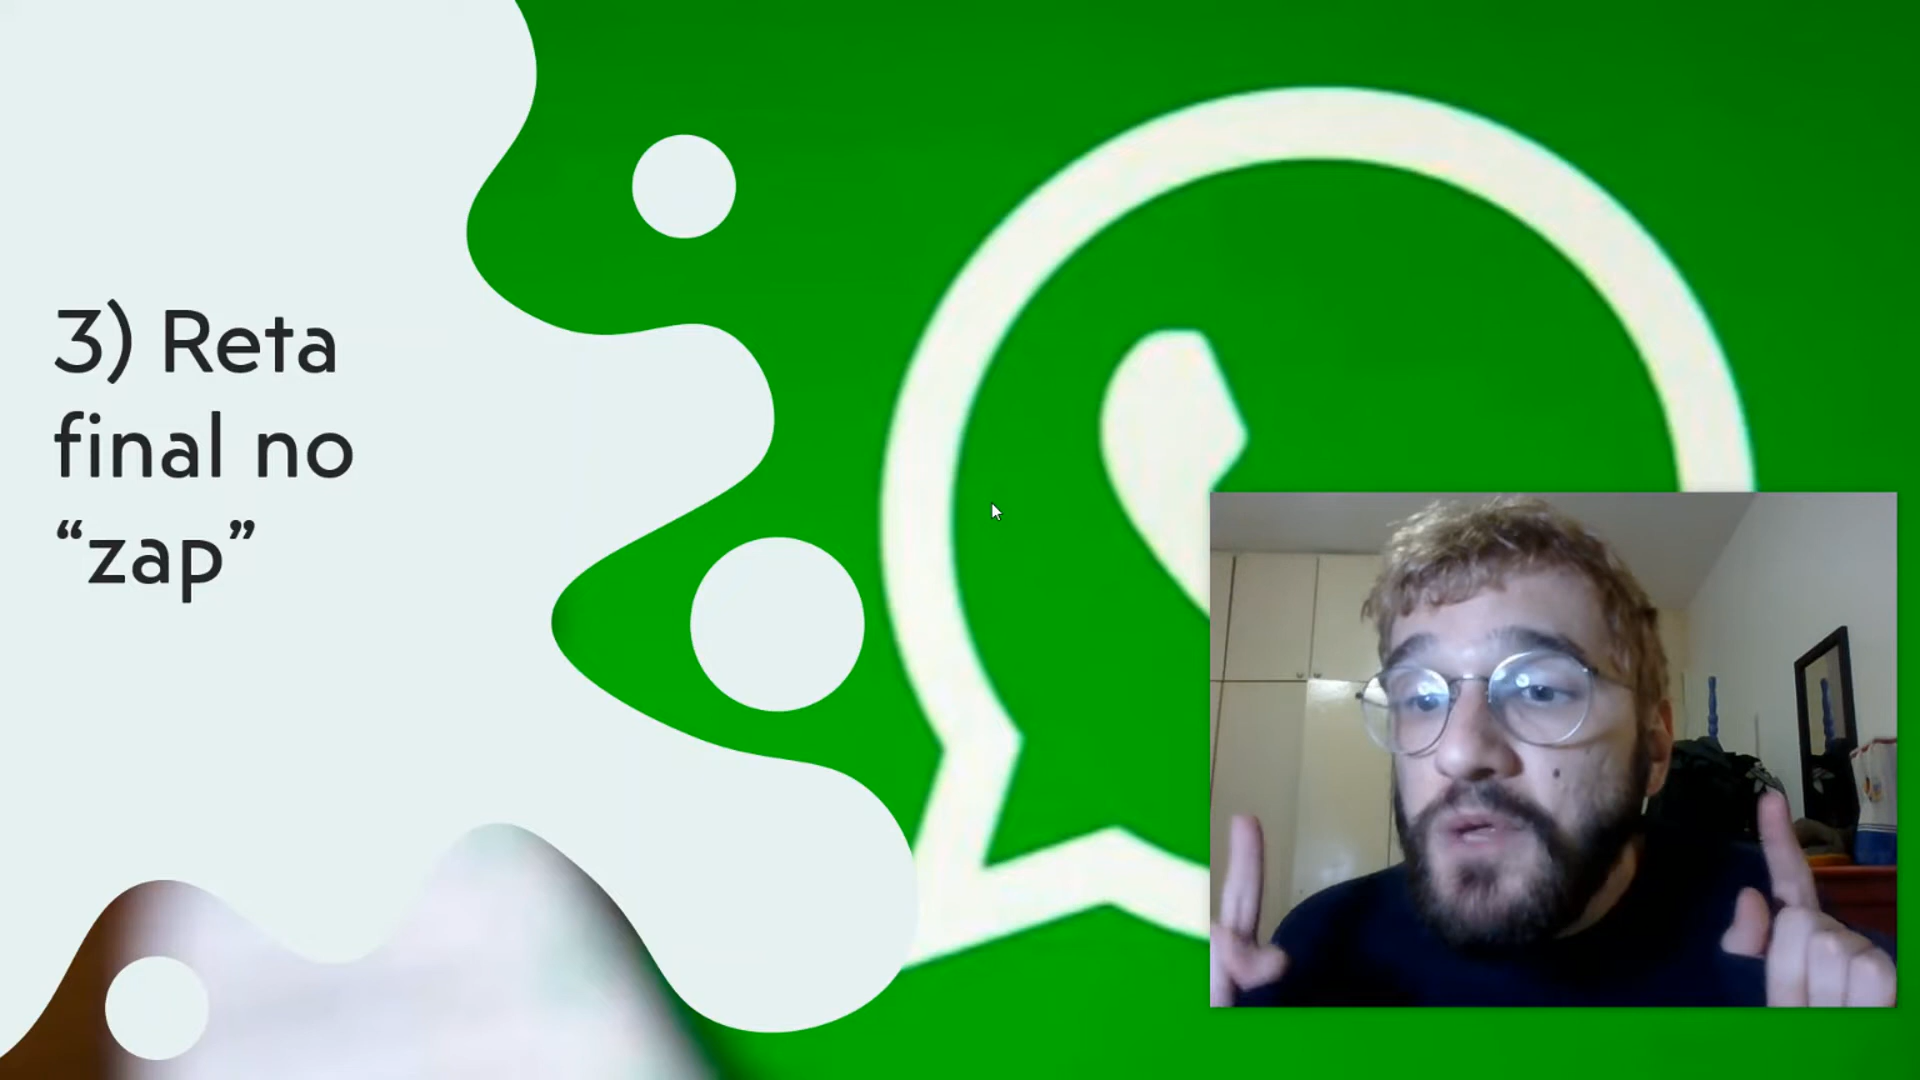 3) Reta
final no
“zap”